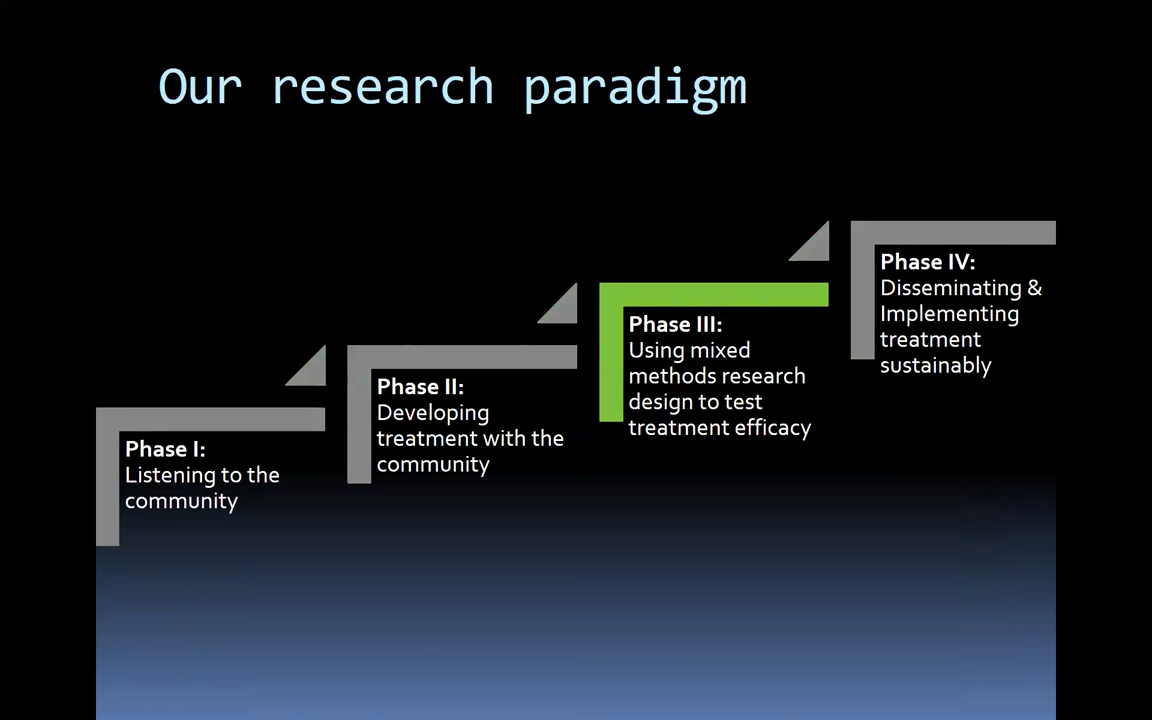 Our research paradigm
Phase I:
Listening to the
community
Phase II:
Developing
treatment with the
community
Phase III:
Using mixed
methods research
design to test
treatment efficacy
Phase IV:
Disseminating &
Implementing
treatment
sustainably